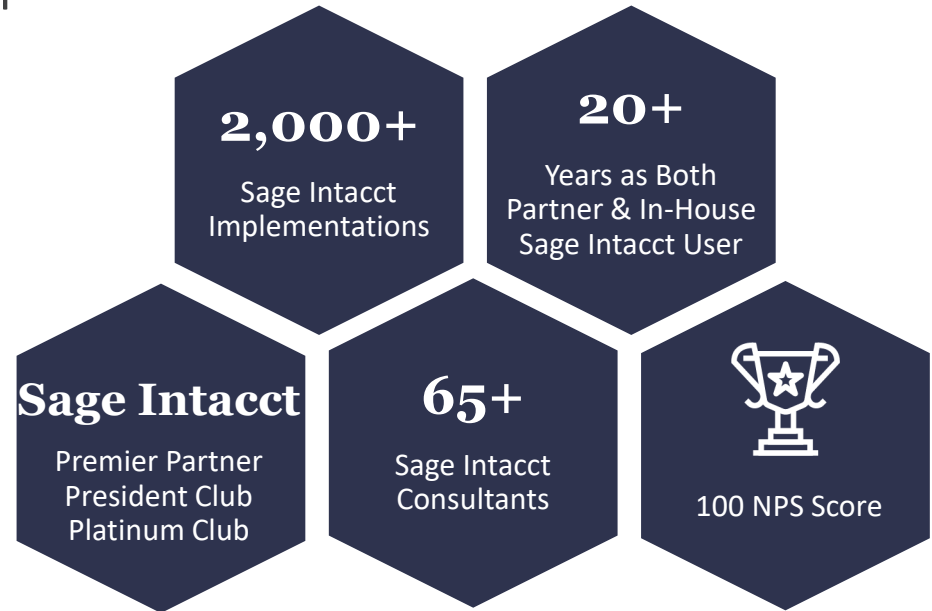 2,000+
Sage Intacct
Implementations
20+
Years as Both
Partner & In-House
Sage Intacct User
Sage Intacct
Premier Partner
President Club
Platinum Club
65+
Sage Intacct
Consultants
100 NPS Score